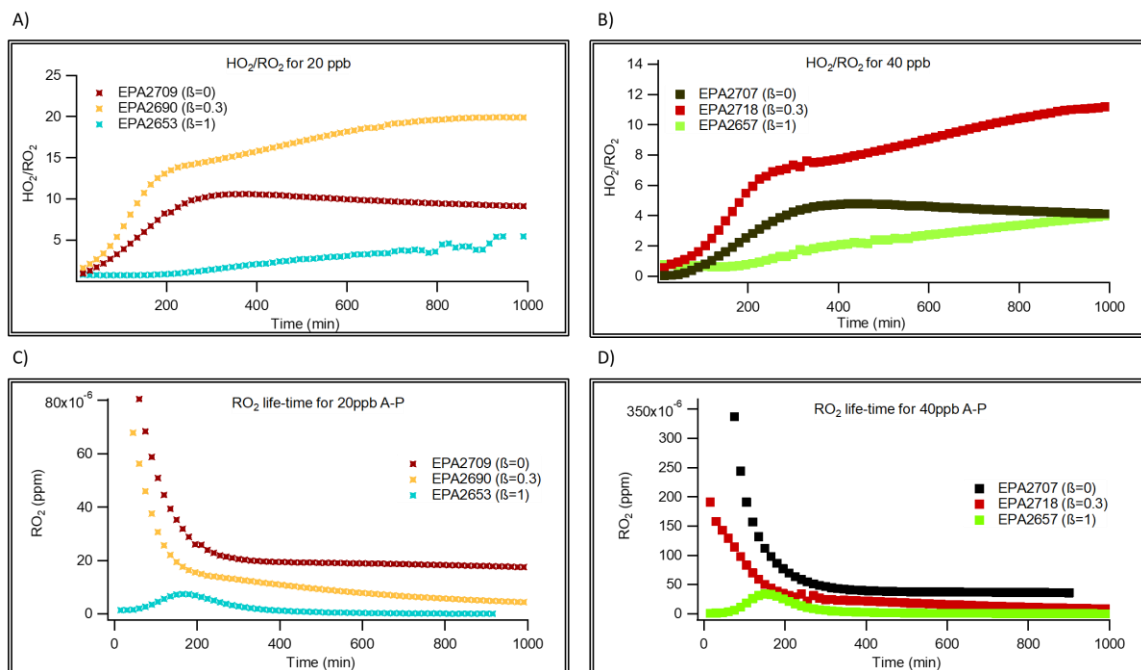 A)
HO₂/RO₂ for 20 ppb
25
20
15
10
5
HO₂/RO₂
EPA2709 (ß=0)
EPA2690 (ß=0.3)
EPA2653 (ß=1)
200
400
600
800
1000
Time (min)
B)
HO₂/RO₂ for 40 ppb
14
12
10
8
6
4
2
0
HO₂/RO₂
EPA2707 (ß=0)
EPA2718 (ß=0.3)
EPA2657 (ß=1)
200
400
600
800
1000
Time (min)
C)
RO₂ life-time for 20ppb A-P
80x10⁻⁶
60
40
20
0
RO₂ (ppm)
EPA2709 (ß=0)
EPA2690 (ß=0.3)
EPA2653 (ß=1)
0
200
400
600
800
1000
Time (min)
D)
RO₂ life-time for 40ppb A-P
350x10⁻⁶
300
250
200
150
100
50
0
RO₂ (ppm)
EPA2707 (ß=0)
EPA2718 (ß=0.3)
EPA2657 (ß=1)
0
200
400
600
800
1000
Time (min)